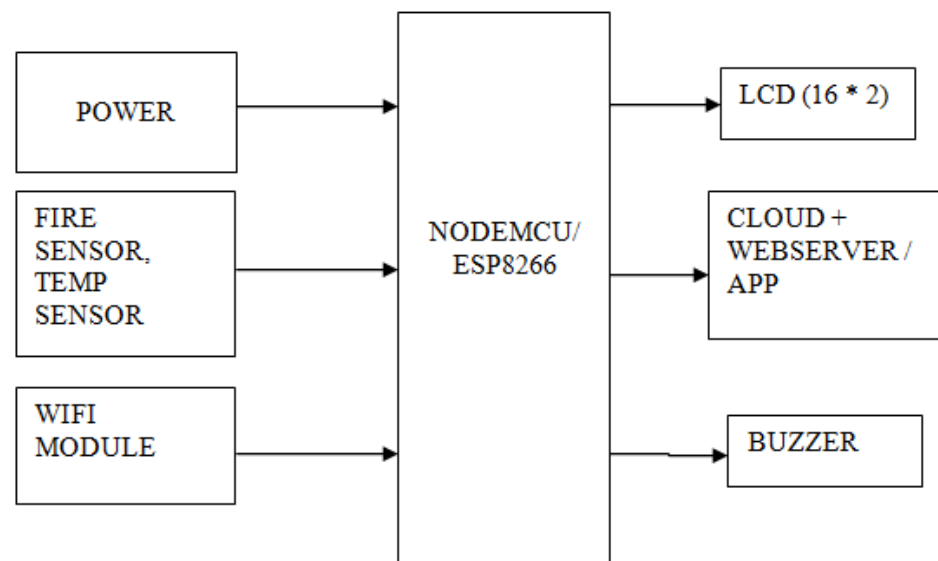 POWER
FIRE
SENSOR,
TEMP
SENSOR
WIFI
MODULE
NODEMCU/
ESP8266
LCD (16 * 2)
CLOUD +
WEBSERVER /
APP
BUZZER